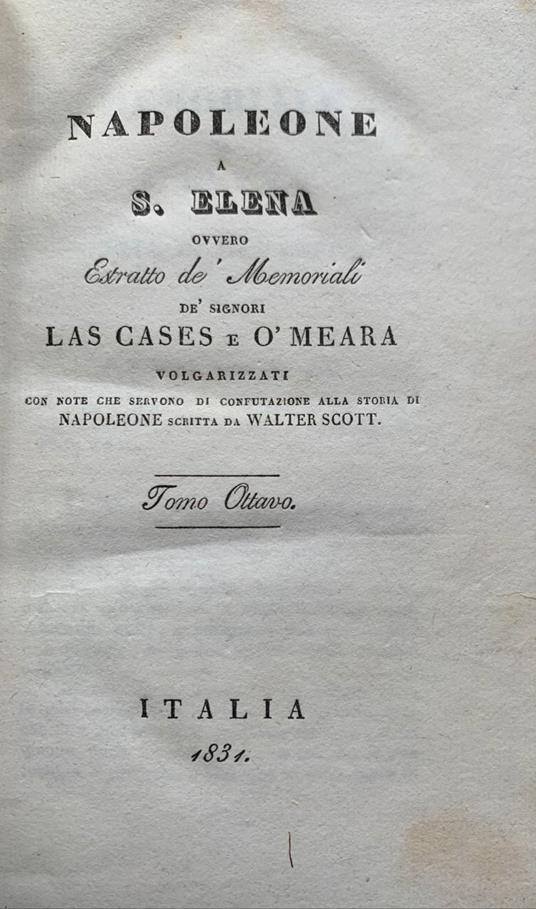 NAPOLEONE
A
S. ELENA
OVVERO
Estratto de' Memoriali
DE' SIGNORI
LAS CASES E O'MEARA
VOLGARIZZATI
CON NOTE CHE SERVONO DI CONFUTAZIONE ALLA STORIA DI
NAPOLEONE SCRITTA DA WALTER SCOTT.
Tomo Ottavo.
ITALIA
1831.